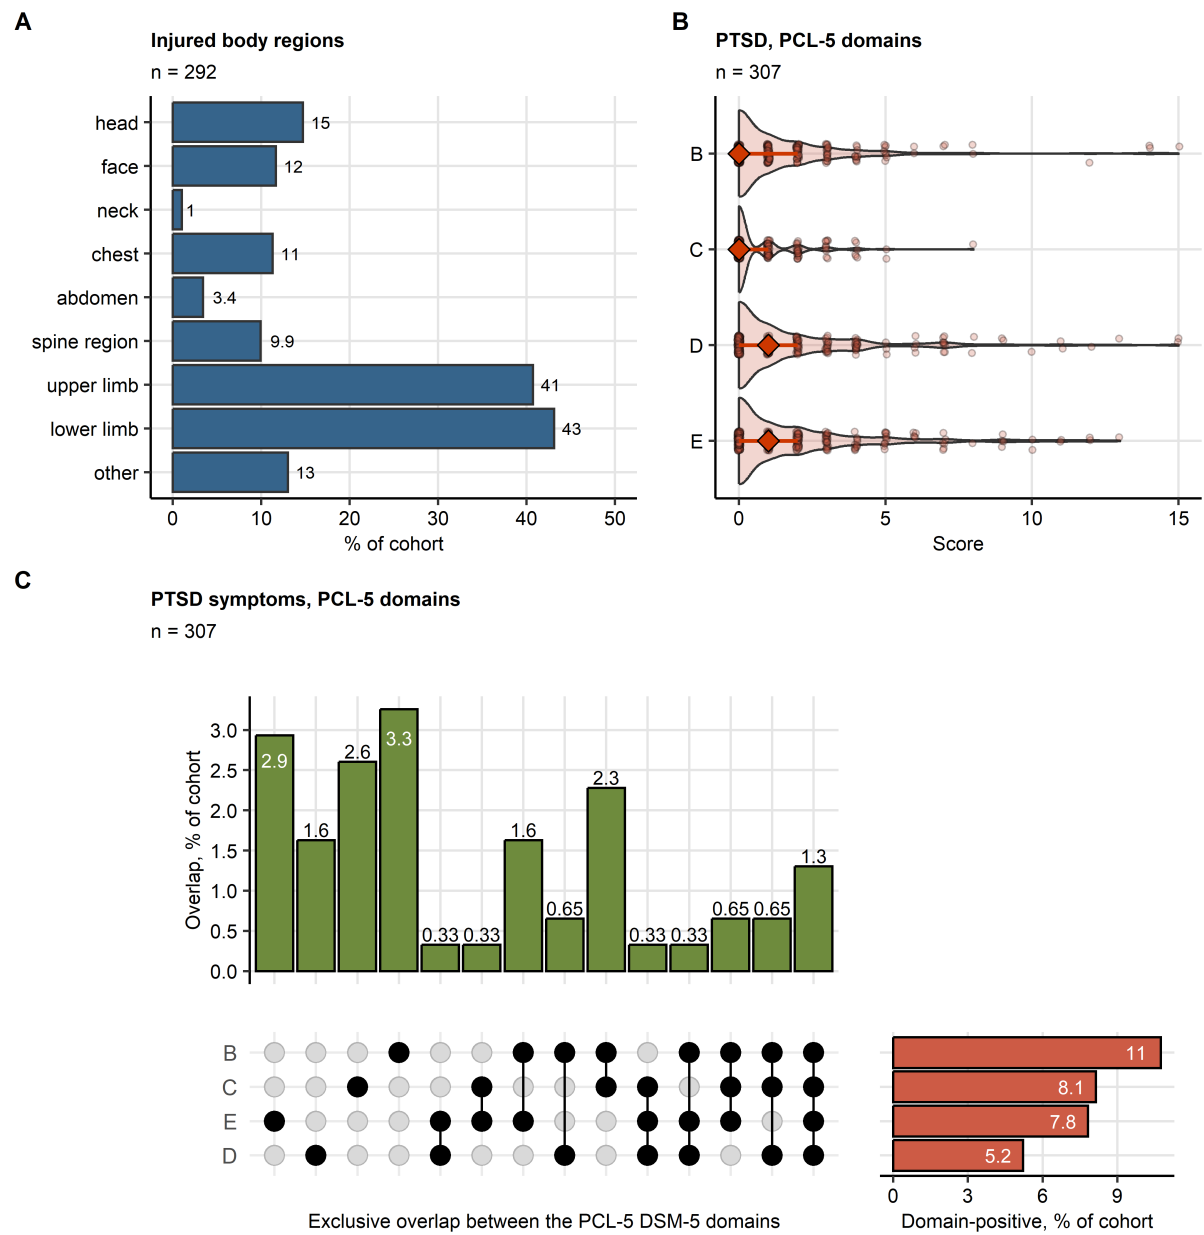 A
Injured body regions
n = 292
head
15
face
12
neck
1
chest
11
abdomen
3.4
spine region
9.9
upper limb
41
lower limb
43
other
13
0 10 20 30 40 50
% of cohort
B
PTSD, PCL-5 domains
n = 307
B
C
D
E
0 5 10 15
Score
C
PTSD symptoms, PCL-5 domains
n = 307
Overlap, % of cohort
3.0
2.5
2.0
1.5
1.0
0.5
0.0
2.9 1.6 2.6 3.3 0.33 0.33 1.6 0.65 2.3 0.33 0.33 0.65 0.65 1.3
B
C
E
D
Exclusive overlap between the PCL-5 DSM-5 domains
11
8.1
7.8
5.2
0 3 6 9
Domain-positive, % of cohort